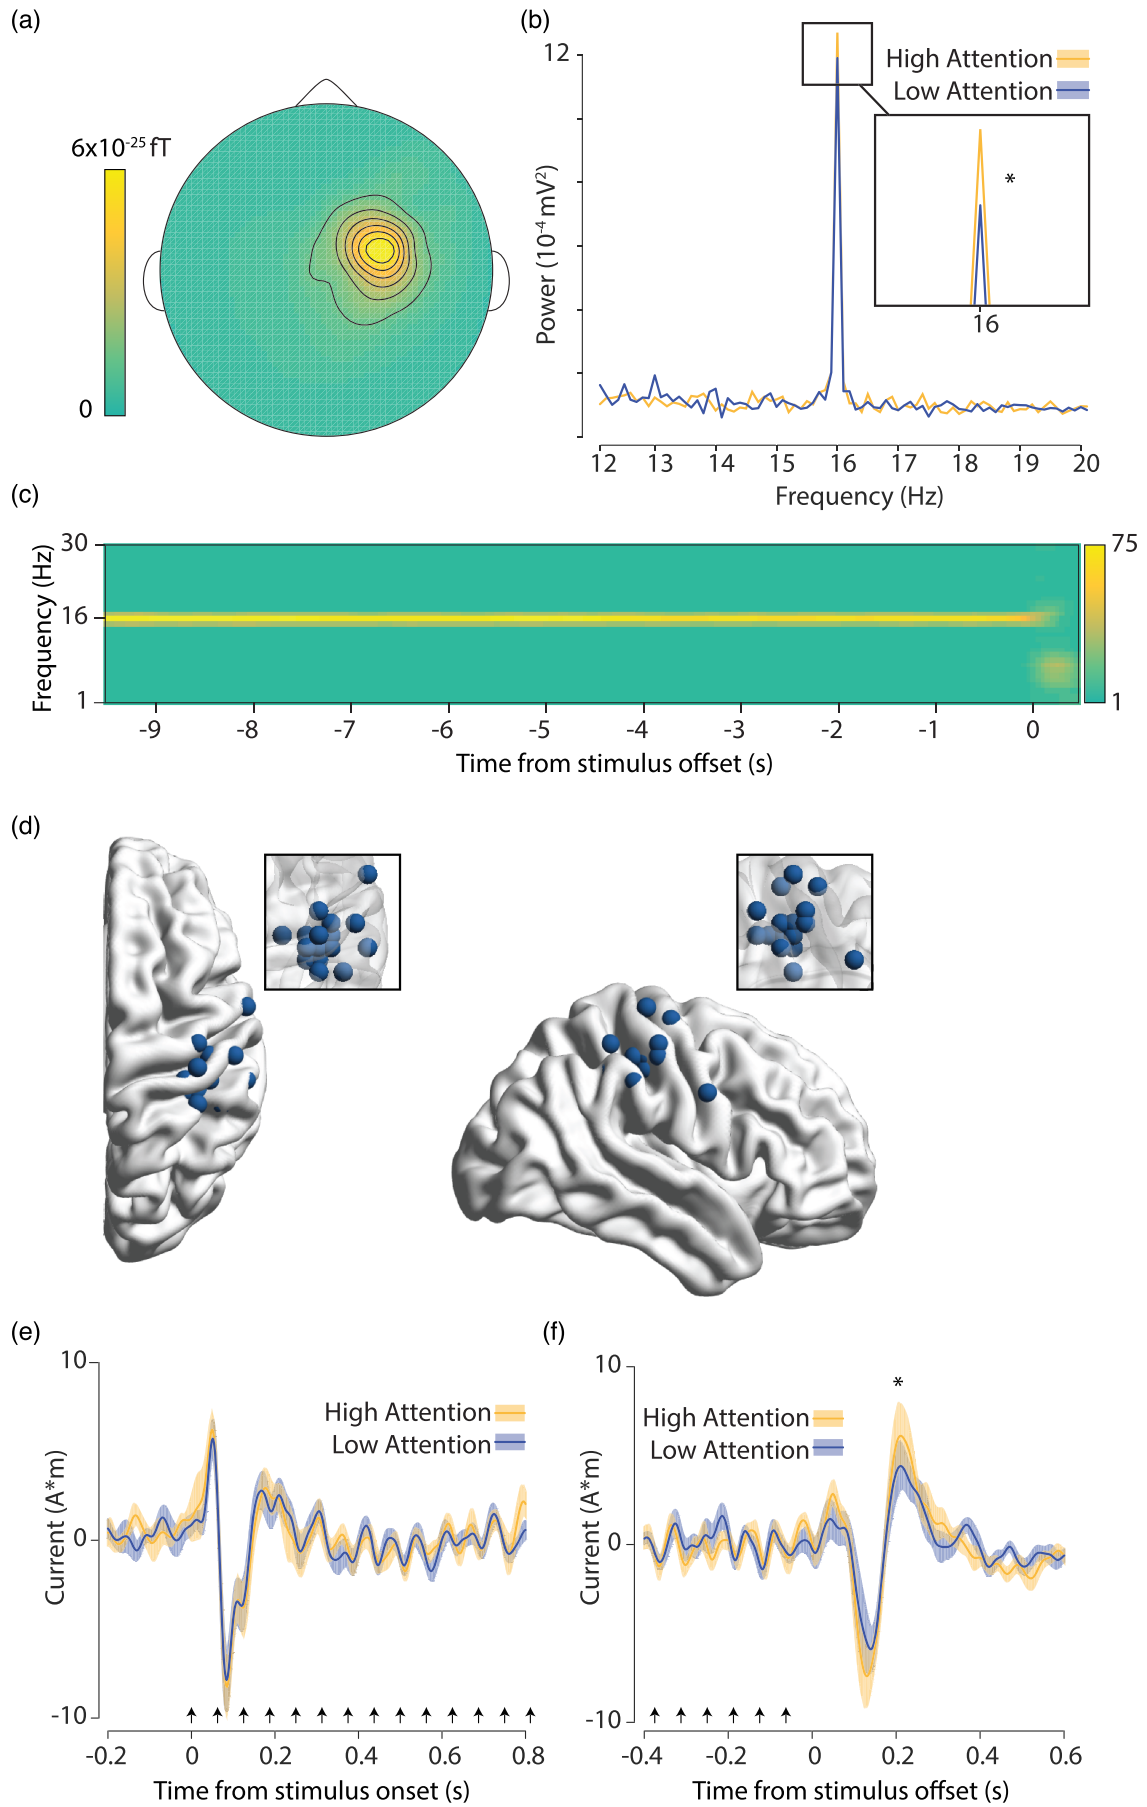 (a)
6x10-25 fT
0
(b)
12
Power (10-4 mV2)
High Attention
Low Attention
*
16
12 13 14 15 16 17 18 19 20
Frequency (Hz)
(c)
Frequency (Hz)
30
16
1
75
1
-9 -8 -7 -6 -5 -4 -3 -2 -1 0
Time from stimulus offset (s)
(d)
(e)
10
0
-10
Current (A*m)
High Attention
Low Attention
-0.2 0 0.2 0.4 0.6 0.8
Time from stimulus onset (s)
(f)
10
0
-10
Current (A*m)
*
High Attention
Low Attention
-0.4 -0.2 0 0.2 0.4 0.6
Time from stimulus offset (s)